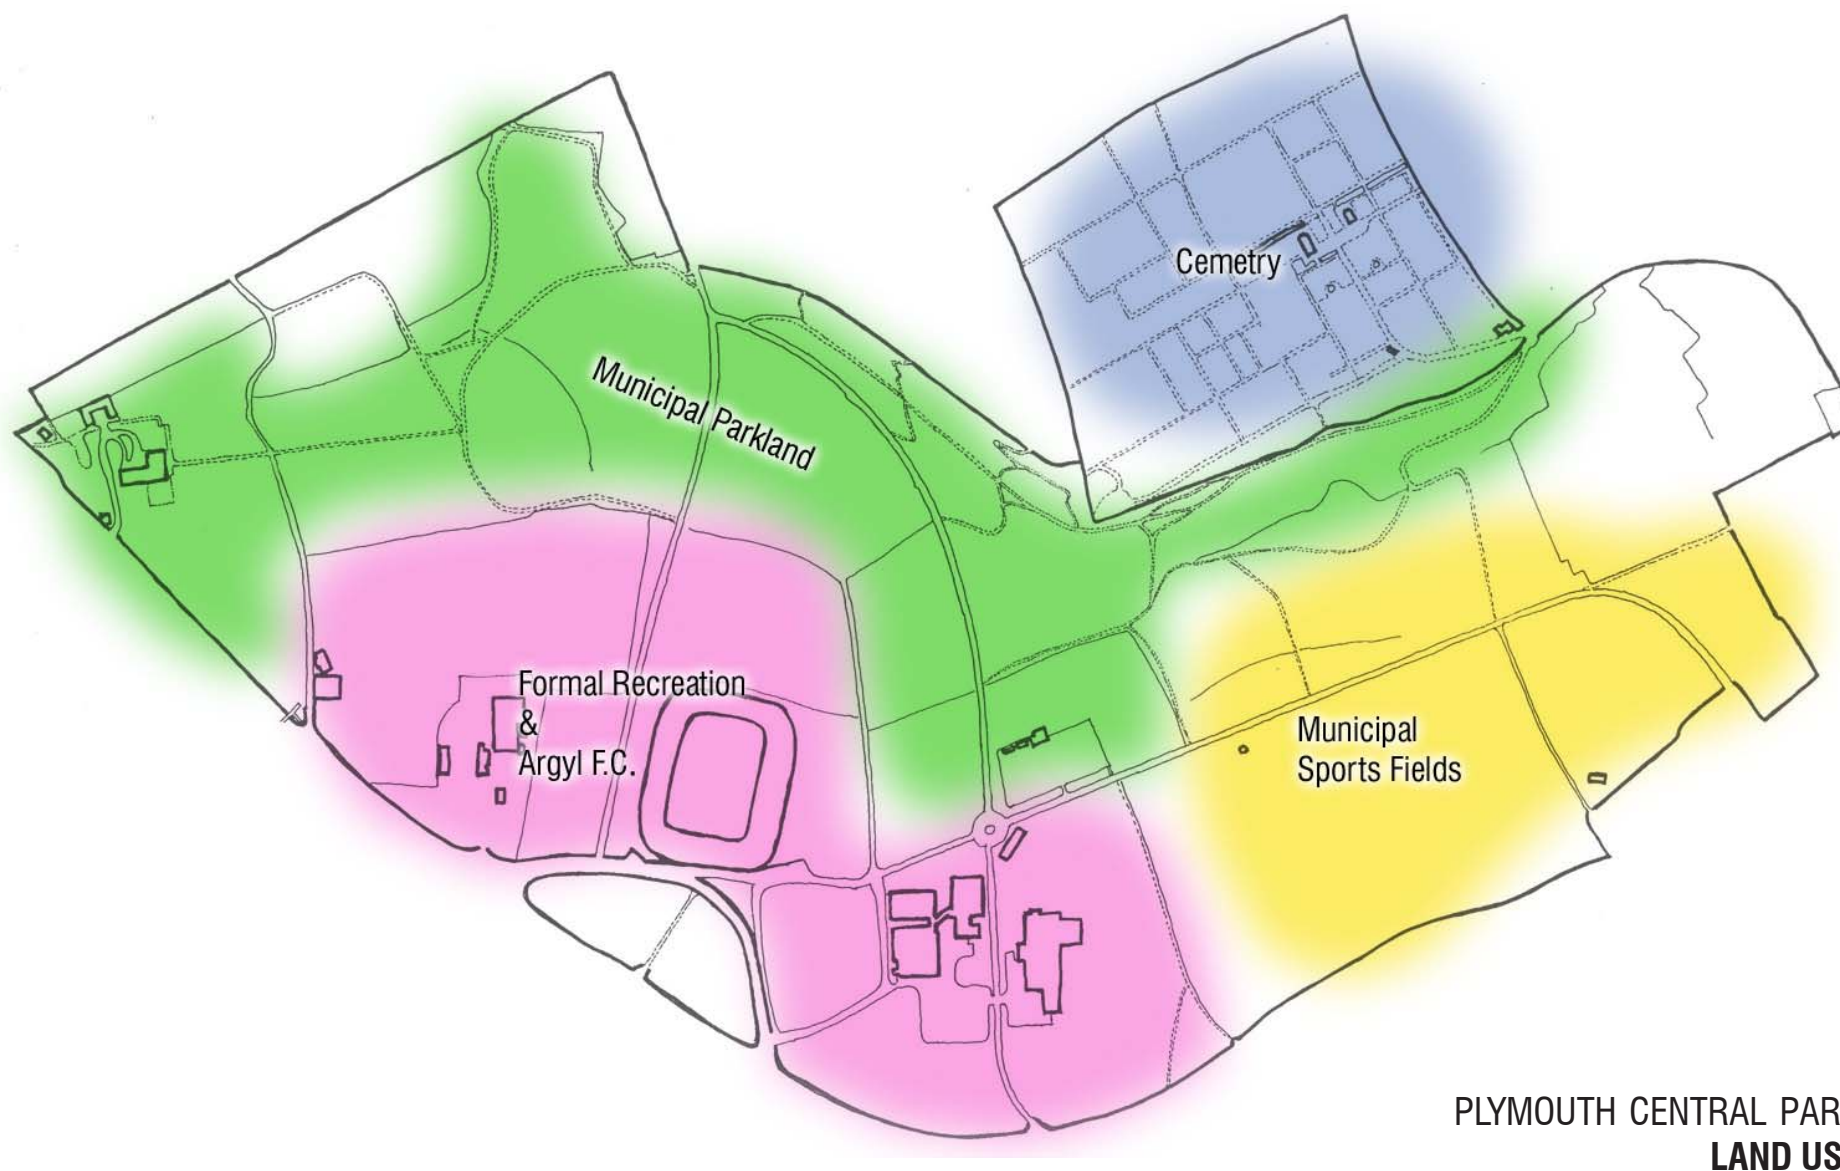 Cemetry
Municipal Parkland
Formal Recreation
&
Argyl F.C.
Municipal
Sports Fields
PLYMOUTH CENTRAL PAR
LAND US